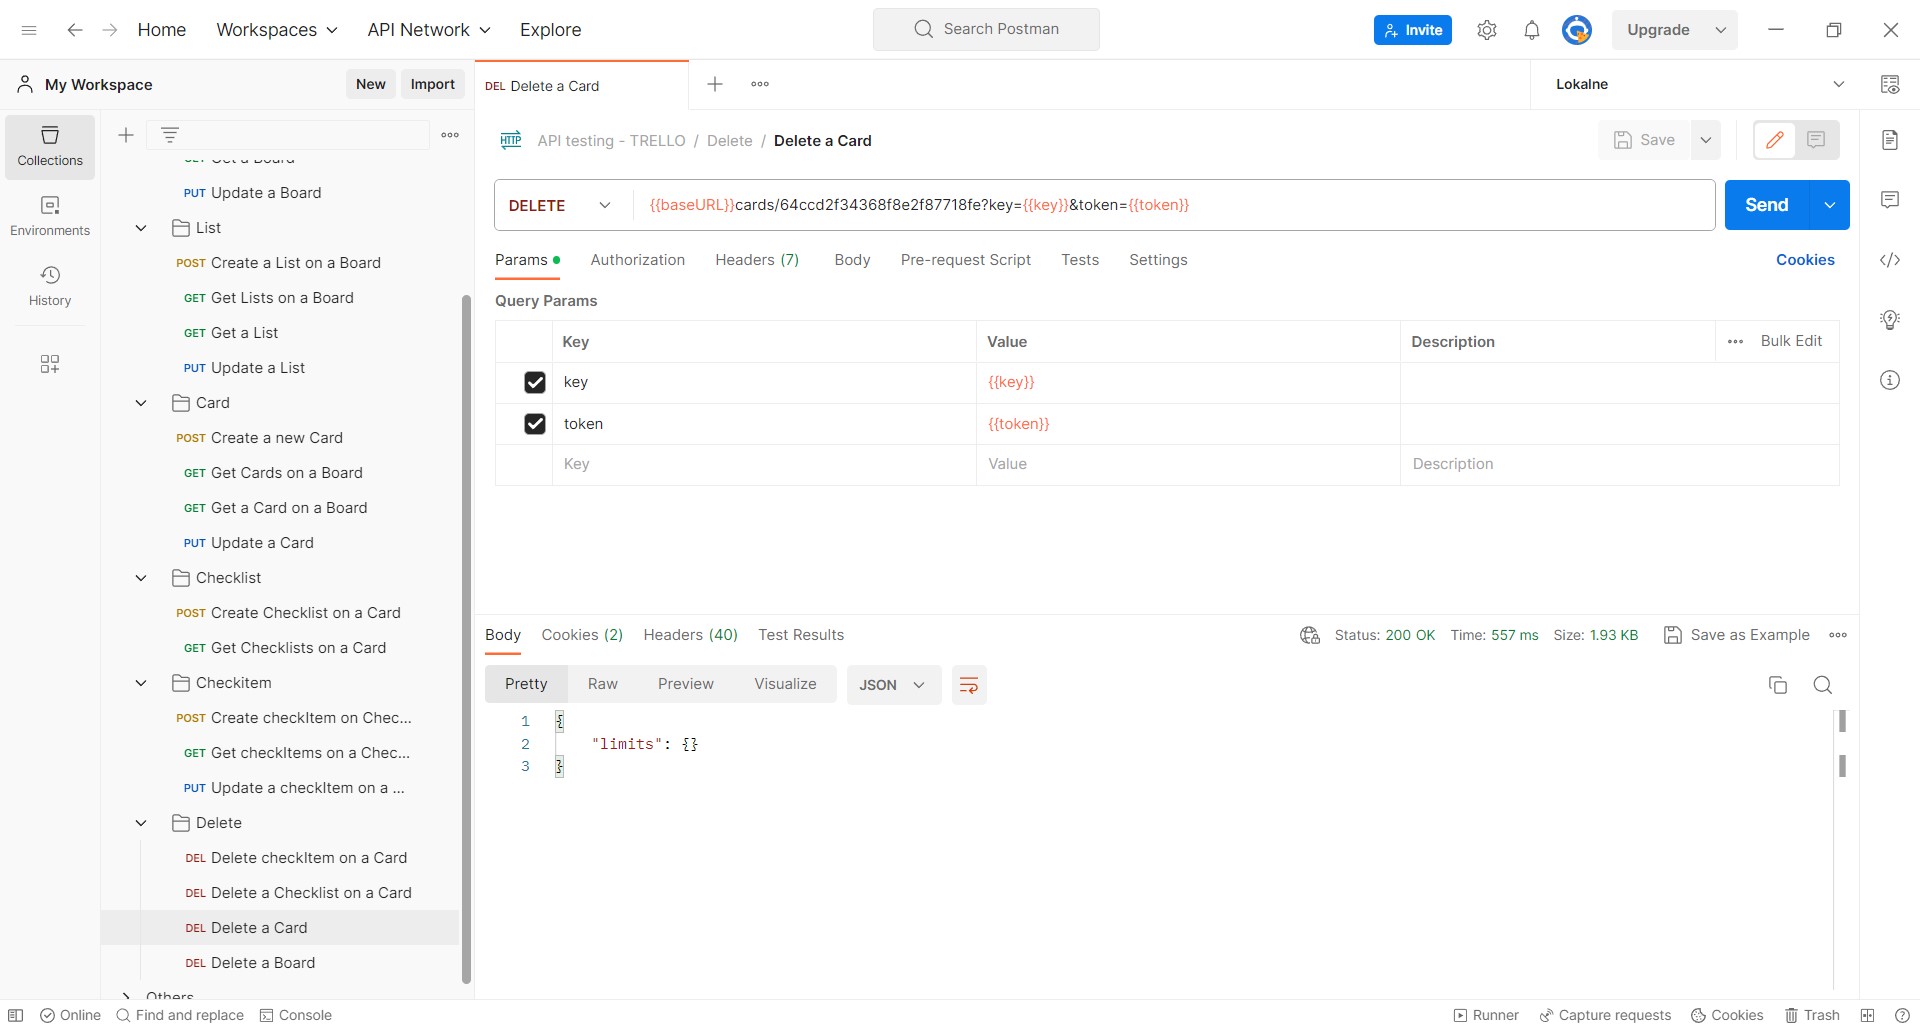 Home Workspaces API Network Explore Search Postman Invite Upgrade
My Workspace New Import DEL Delete a Card Lokalne
Collections
Environments
History
PUT Update a Board
List
POST Create a List on a Board
GET Get Lists on a Board
GET Get a List
PUT Update a List
Card
POST Create a new Card
GET Get Cards on a Board
GET Get a Card on a Board
PUT Update a Card
Checklist
POST Create Checklist on a Card
GET Get Checklists on a Card
Checkitem
POST Create checkItem on Chec...
GET Get checkItems on a Chec...
PUT Update a checkItem on a ...
Delete
DEL Delete checkItem on a Card
DEL Delete a Checklist on a Card
DEL Delete a Card
DEL Delete a Board
Others
HTTP API testing - TRELLO / Delete / Delete a Card Save
DELETE {{baseURL}}cards/64ccd2f34368f8e2f87718fe?key={{key}}&token={{token}} Send
Params Authorization Headers (7) Body Pre-request Script Tests Settings Cookies
Query Params
Key Value Description Bulk Edit
key {{key}}
token {{token}}
Key Value Description
Body Cookies (2) Headers (40) Test Results Status: 200 OK Time: 557 ms Size: 1.93 KB Save as Example
Pretty Raw Preview Visualize JSON
1 {
2 "limits": {}
3 }
Online Find and replace Console Runner Capture requests Cookies Trash